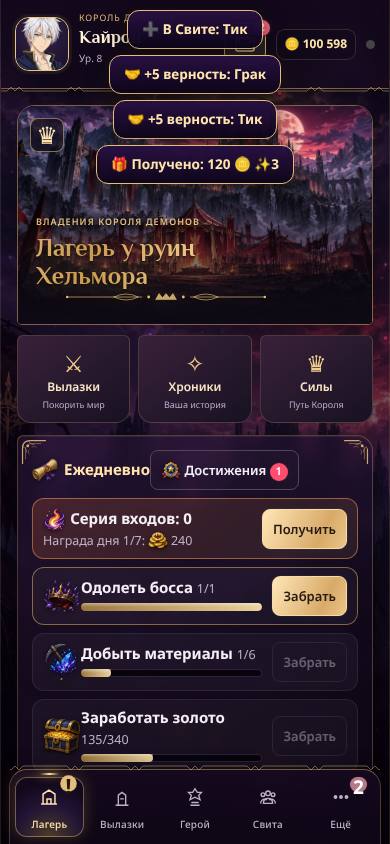 КОРОЛЬ Д
Кайро
Ур. 8
➕ В Свите: Тик
100 598
🤝 +5 верность: Грак
🤝 +5 верность: Тик
🎁 Получено: 120 🪙 ✨3
ВЛАДЕНИЯ КОРОЛЯ ДЕМОНОВ
Лагерь у руин
Хельмора
Вылазки
Покорить мир
Хроники
Ваша история
Силы
Путь Короля
Ежедневно
Достижения 1
Серия входов: 0
Награда дня 1/7: 240
Получить
Одолеть босса 1/1
Забрать
Добыть материалы 1/6
Забрать
Заработать золото
135/340
Забрать
!
2
Лагерь
Вылазки
Герой
Свита
Ещё